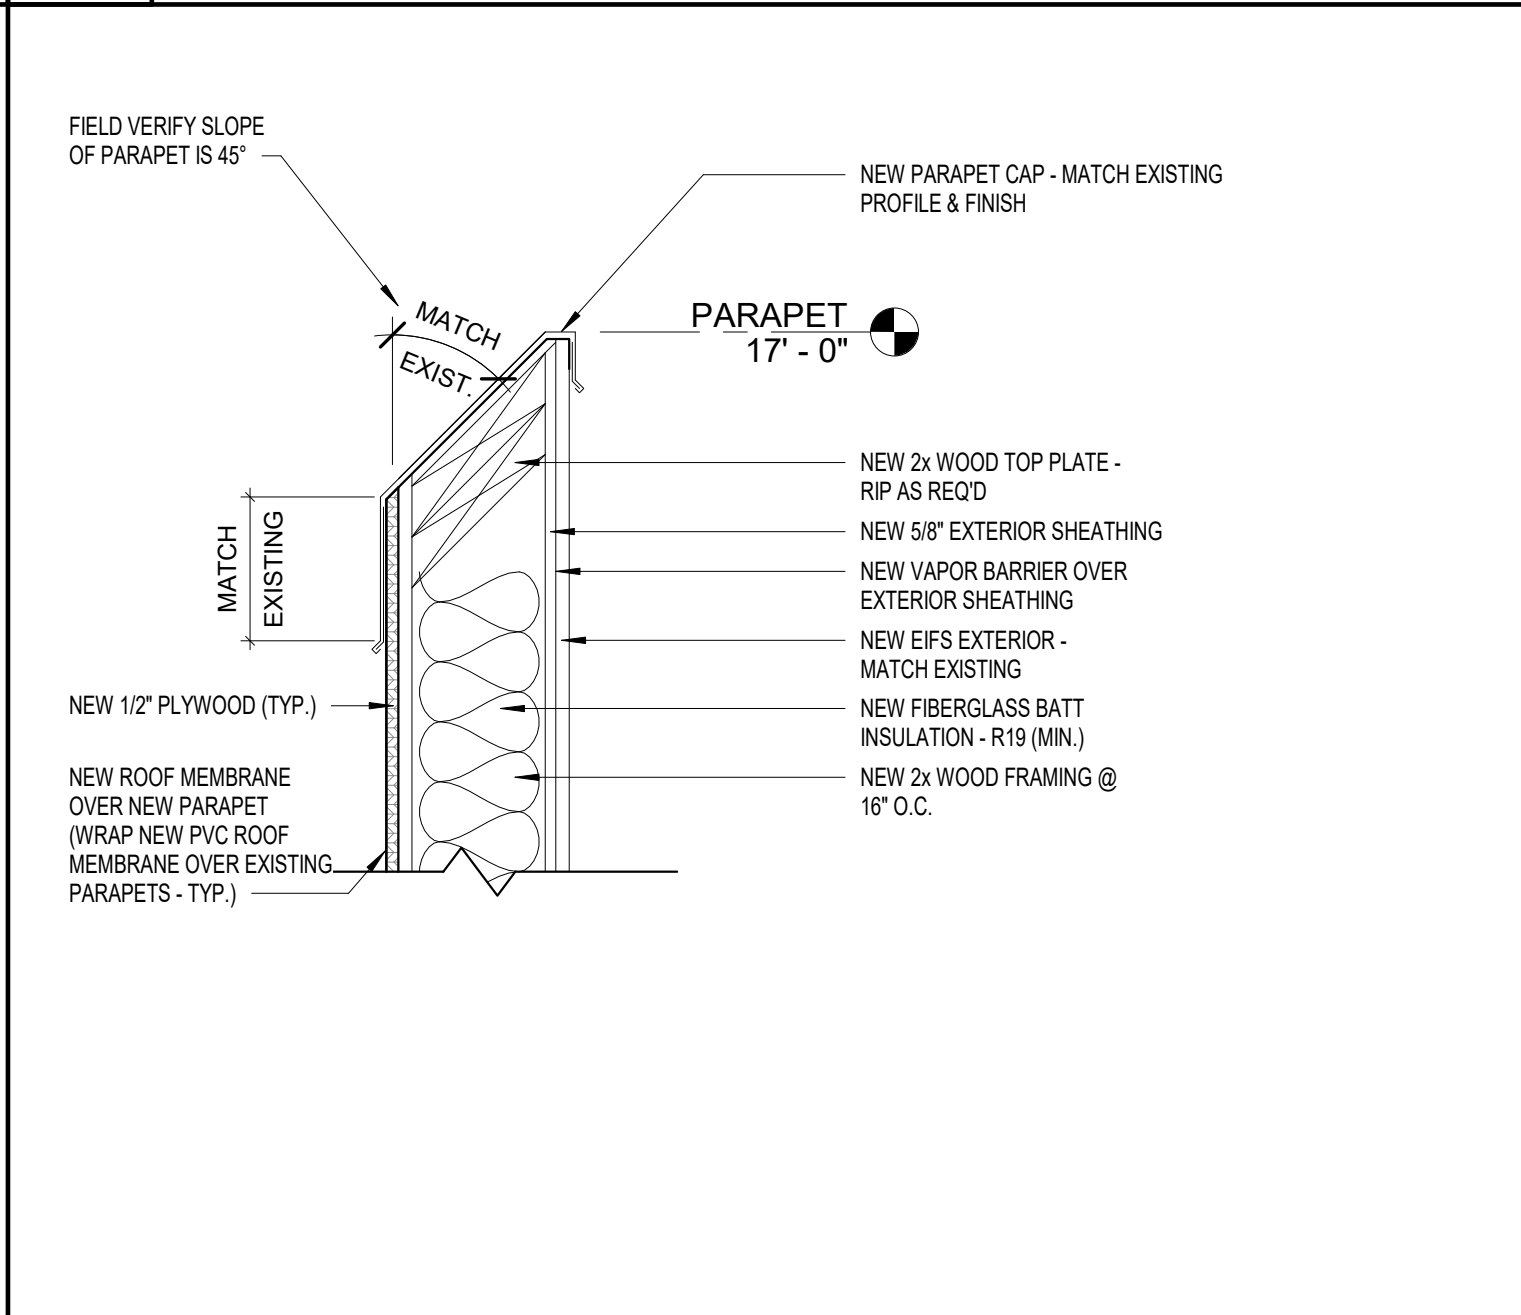 FIELD VERIFY SLOPE
OF PARAPET IS 45°
NEW PARAPET CAP - MATCH EXISTING
PROFILE & FINISH
MATCH
EXIST.
PARAPET
17' - 0"
NEW 2x WOOD TOP PLATE -
RIP AS REQ'D
MATCH
EXISTING
NEW 5/8" EXTERIOR SHEATHING
NEW VAPOR BARRIER OVER
EXTERIOR SHEATHING
NEW EIFS EXTERIOR -
MATCH EXISTING
NEW 1/2" PLYWOOD (TYP.)
NEW FIBERGLASS BATT
INSULATION - R19 (MIN.)
NEW ROOF MEMBRANE
OVER NEW PARAPET
(WRAP NEW PVC ROOF
MEMBRANE OVER EXISTING
PARAPETS - TYP.)
NEW 2x WOOD FRAMING @
16" O.C.